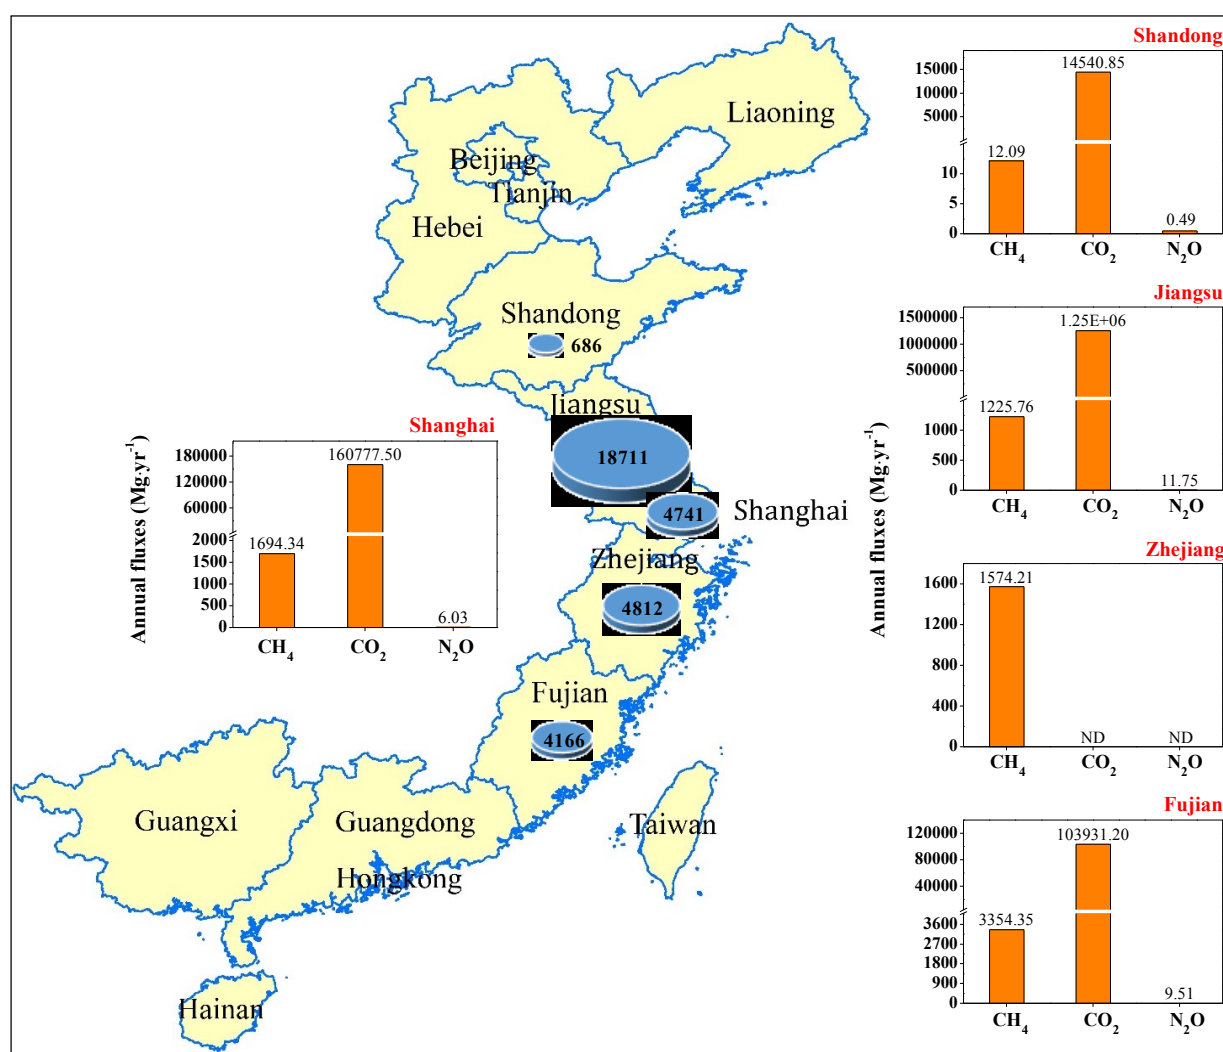 Liaoning
Beijing
Tianjin
Hebei
Shandong
686
Jiangsu
18711
4741
Shanghai
Zhejiang
4812
Fujian
4166
Guangxi
Guangdong
Hongkong
Taiwan
Hainan
Shanghai
Annual fluxes (Mg·yr⁻¹)
180000
120000
60000
2000
1500
1000
500
0
1694.34
160777.50
6.03
CH₄ CO₂ N₂O
Shandong
15000
10000
5000
10
5
0
12.09
14540.85
0.49
CH₄ CO₂ N₂O
Jiangsu
1500000
1000000
500000
1000
500
0
1225.76
1.25E+06
11.75
CH₄ CO₂ N₂O
Annual fluxes (Mg·yr⁻¹)
Zhejiang
1600
1200
800
400
0
1574.21
ND
ND
CH₄ CO₂ N₂O
Fujian
120000
80000
40000
3600
2700
1800
900
0
3354.35
103931.20
9.51
CH₄ CO₂ N₂O